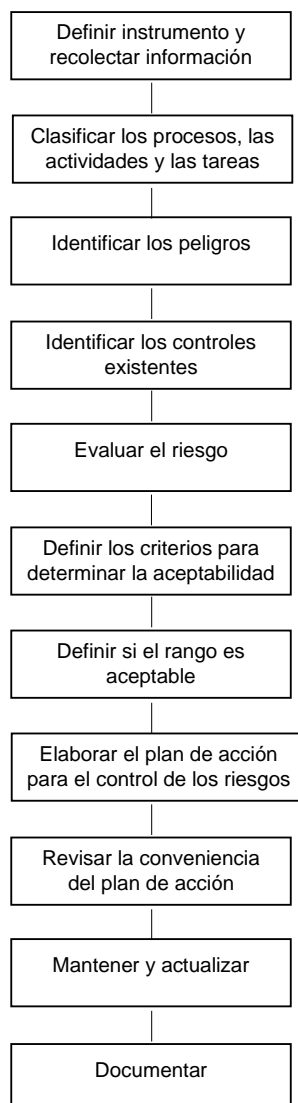 Definir instrumento y
recolectar información
Clasificar los procesos, las
actividades y las tareas
Identificar los peligros
Identificar los controles
existentes
Evaluar el riesgo
Definir los criterios para
determinar la aceptabilidad
Definir si el rango es
aceptable
Elaborar el plan de acción
para el control de los riesgos
Revisar la conveniencia
del plan de acción
Mantener y actualizar
Documentar